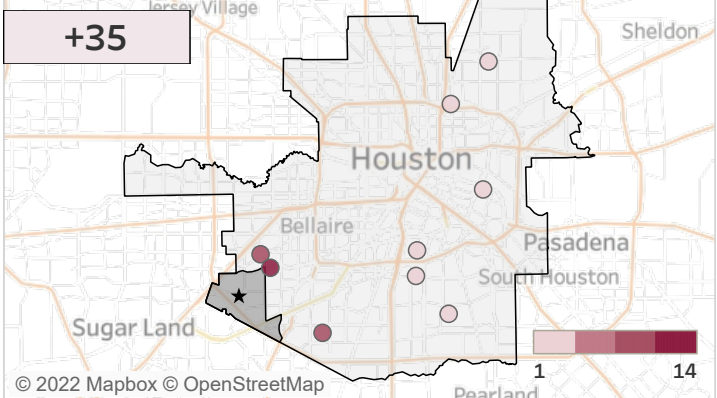 Jersey Village
+35
Sheldon
Houston
Bellaire
Pasadena
South Houston
Sugar Land
1
14
© 2022 Mapbox © OpenStreetMap
Pearland